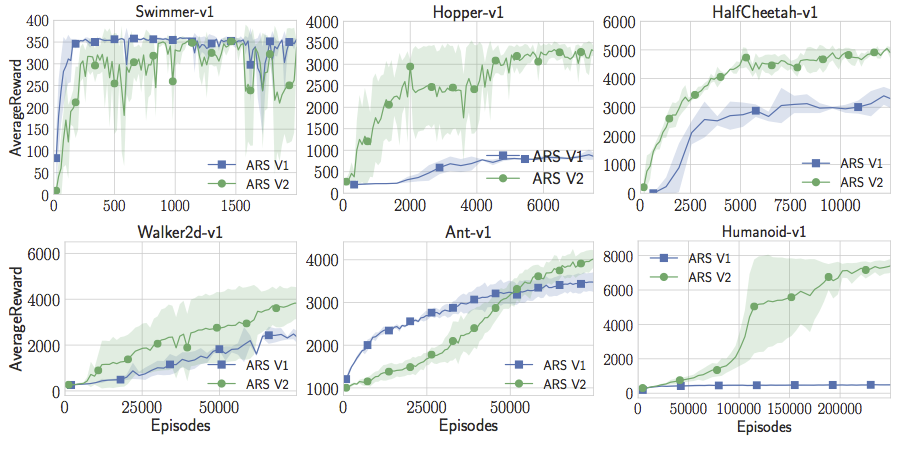 Swimmer-v1
AverageReward
400
350
300
250
200
150
100
50
0
0 500 1000 1500
ARS V1
ARS V2
Hopper-v1
4000
3500
3000
2500
2000
1500
1000
500
0
0 2000 4000 6000
ARS V1
ARS V2
HalfCheetah-v1
6000
5000
4000
3000
2000
1000
0
0 2500 5000 7500 10000
ARS V1
ARS V2
Walker2d-v1
AverageReward
6000
4000
2000
0
0 25000 50000
ARS V1
ARS V2
Episodes
Ant-v1
4000
3000
2000
1000
0 25000 50000
ARS V1
ARS V2
Episodes
Humanoid-v1
8000
6000
4000
2000
0
0 50000 100000 150000 200000
ARS V1
ARS V2
Episodes